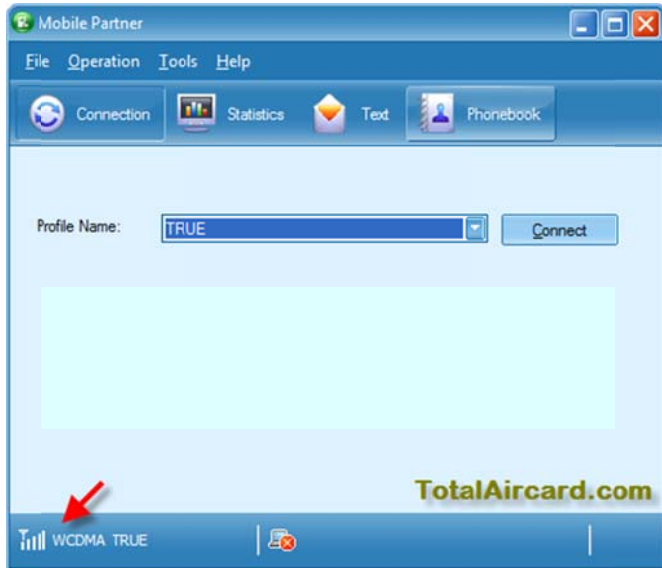 Mobile Partner
File Operation Tools Help
Connection Statistics Text Phonebook
Profile Name: TRUE Connect
TotalAircard.com
WCDMA TRUE